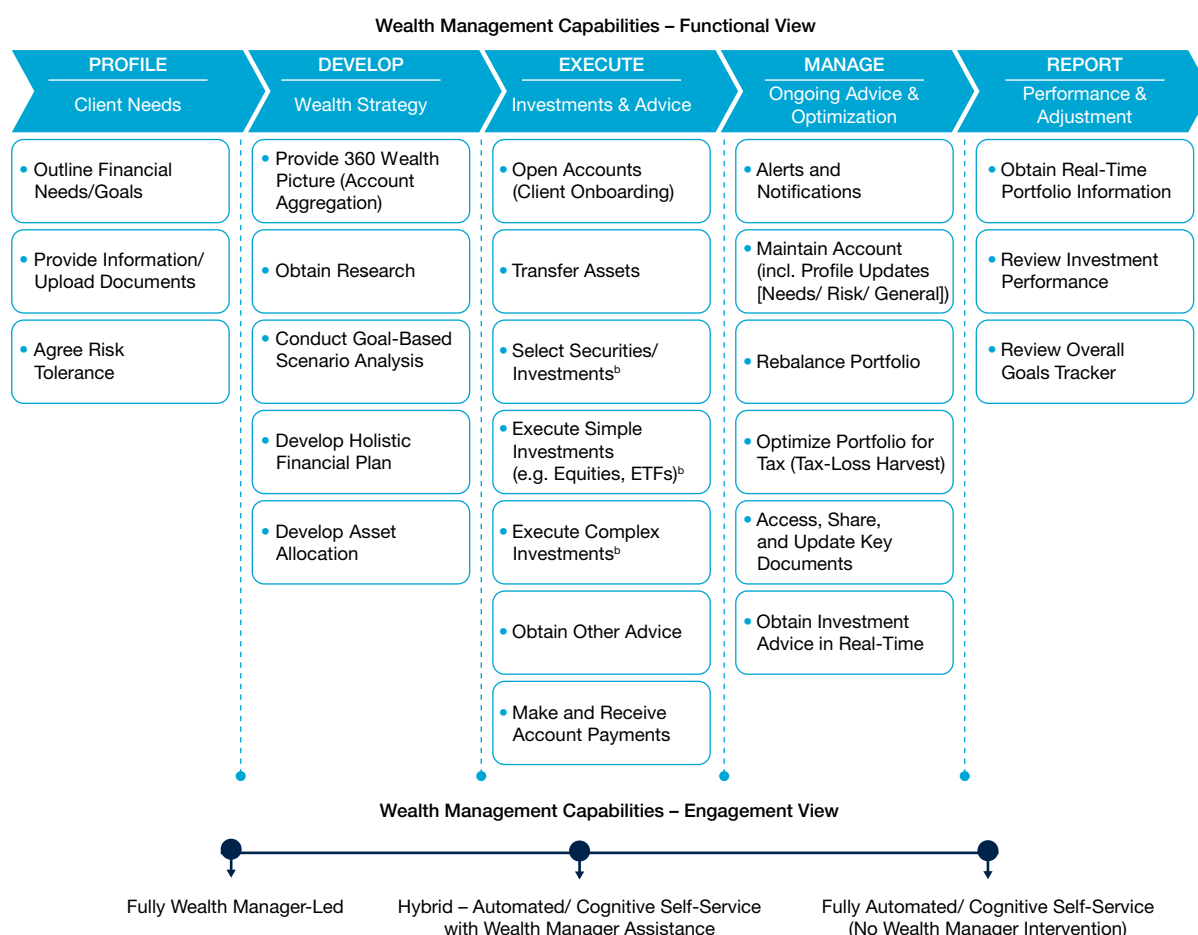 Wealth Management Capabilities – Functional View
PROFILE
Client Needs
• Outline Financial
Needs/Goals
• Provide Information/
Upload Documents
• Agree Risk
Tolerance
DEVELOP
Wealth Strategy
• Provide 360 Wealth
Picture (Account
Aggregation)
• Obtain Research
• Conduct Goal-Based
Scenario Analysis
• Develop Holistic
Financial Plan
• Develop Asset
Allocation
EXECUTE
Investments & Advice
• Open Accounts
(Client Onboarding)
• Transfer Assets
• Select Securities/
Investmentsᵇ
• Execute Simple
Investments
(e.g. Equities, ETFs)ᵇ
• Execute Complex
Investmentsᵇ
• Obtain Other Advice
• Make and Receive
Account Payments
MANAGE
Ongoing Advice &
Optimization
• Alerts and
Notifications
• Maintain Account
(incl. Profile Updates
[Needs/ Risk/ General])
• Rebalance Portfolio
• Optimize Portfolio for
Tax (Tax-Loss Harvest)
• Access, Share,
and Update Key
Documents
• Obtain Investment
Advice in Real-Time
REPORT
Performance &
Adjustment
• Obtain Real-Time
Portfolio Information
• Review Investment
Performance
• Review Overall
Goals Tracker
Wealth Management Capabilities – Engagement View
Fully Wealth Manager-Led
Hybrid – Automated/ Cognitive Self-Service
with Wealth Manager Assistance
Fully Automated/ Cognitive Self-Service
(No Wealth Manager Intervention)